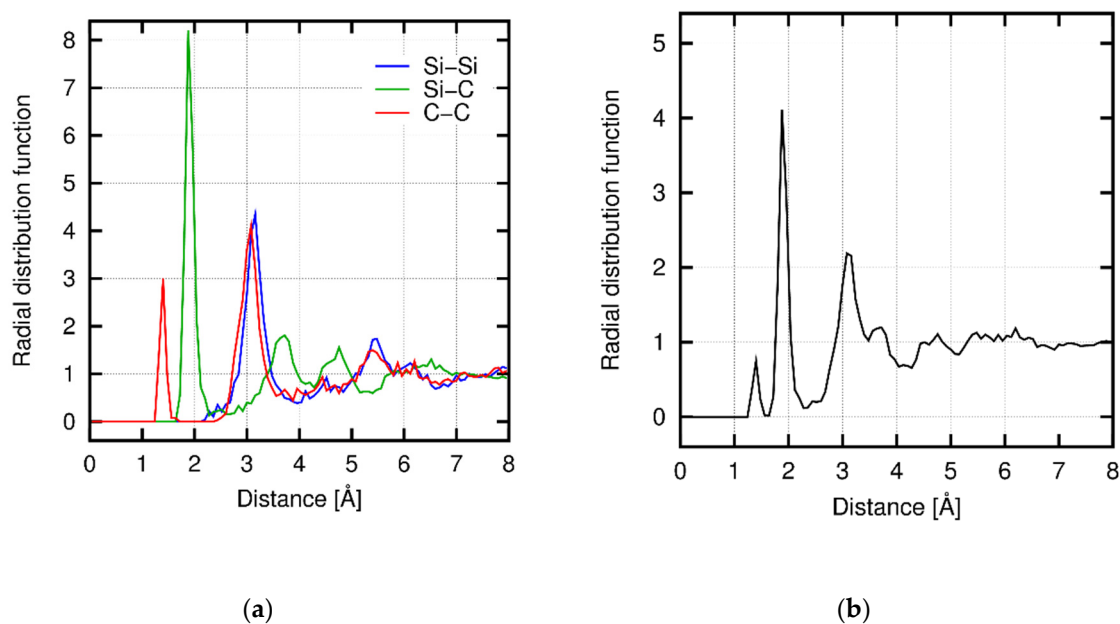 8
7
6
5
4
3
2
1
0
Radial distribution function
Si–Si
Si–C
C–C
0 1 2 3 4 5 6 7 8
Distance [Å]
(a)
5
4
3
2
1
0
Radial distribution function
0 1 2 3 4 5 6 7 8
Distance [Å]
(b)